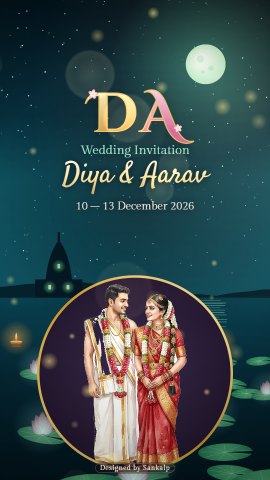 DA
Wedding Invitation
Diya & Aarav
10 — 13 December 2026
Designed by Sankalp